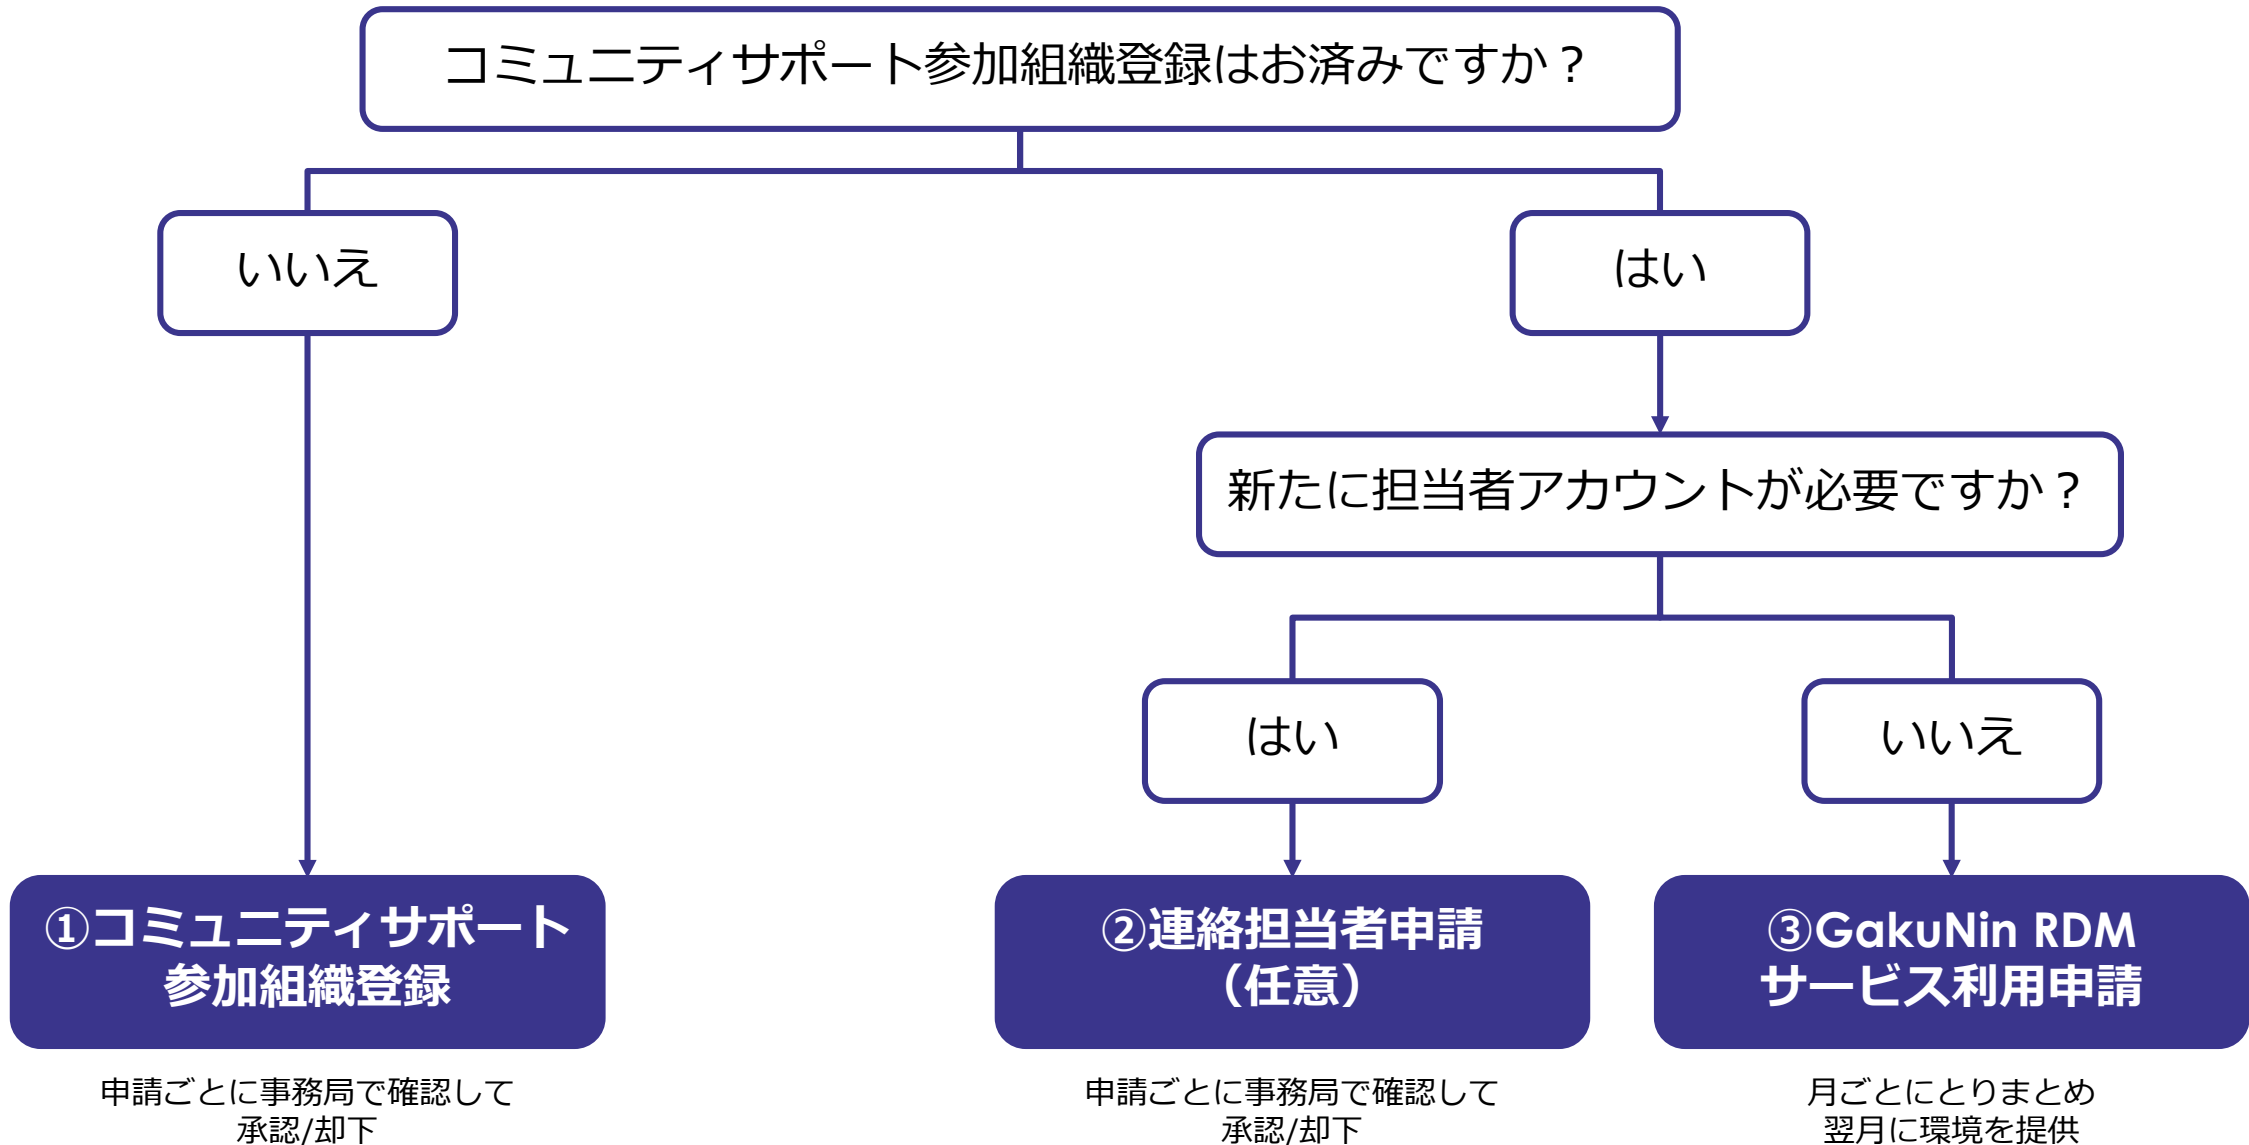 コミュニティサポート参加組織登録はお済みですか？
いいえ
はい
新たに担当者アカウントが必要ですか？
はい
いいえ
①コミュニティサポート
参加組織登録
②連絡担当者申請
（任意）
③GakuNin RDM
サービス利用申請
申請ごとに事務局で確認して
承認/却下
申請ごとに事務局で確認して
承認/却下
月ごとにとりまとめ
翌月に環境を提供